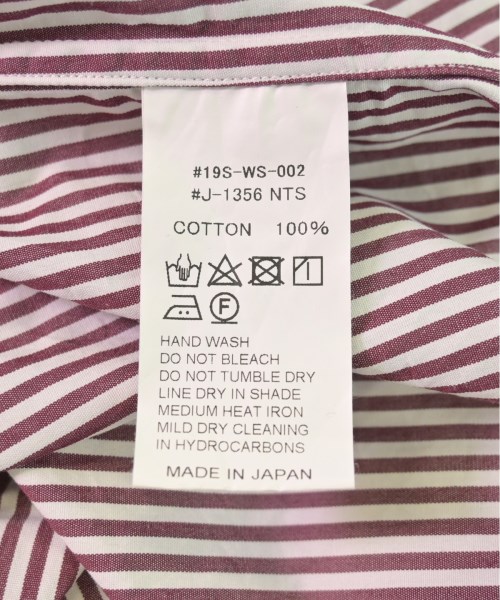 #19S-WS-002
#J-1356 NTS
COTTON 100%
F
HAND WASH
DO NOT BLEACH
DO NOT TUMBLE DRY
LINE DRY IN SHADE
MEDIUM HEAT IRON
MILD DRY CLEANING
IN HYDROCARBONS
MADE IN JAPAN